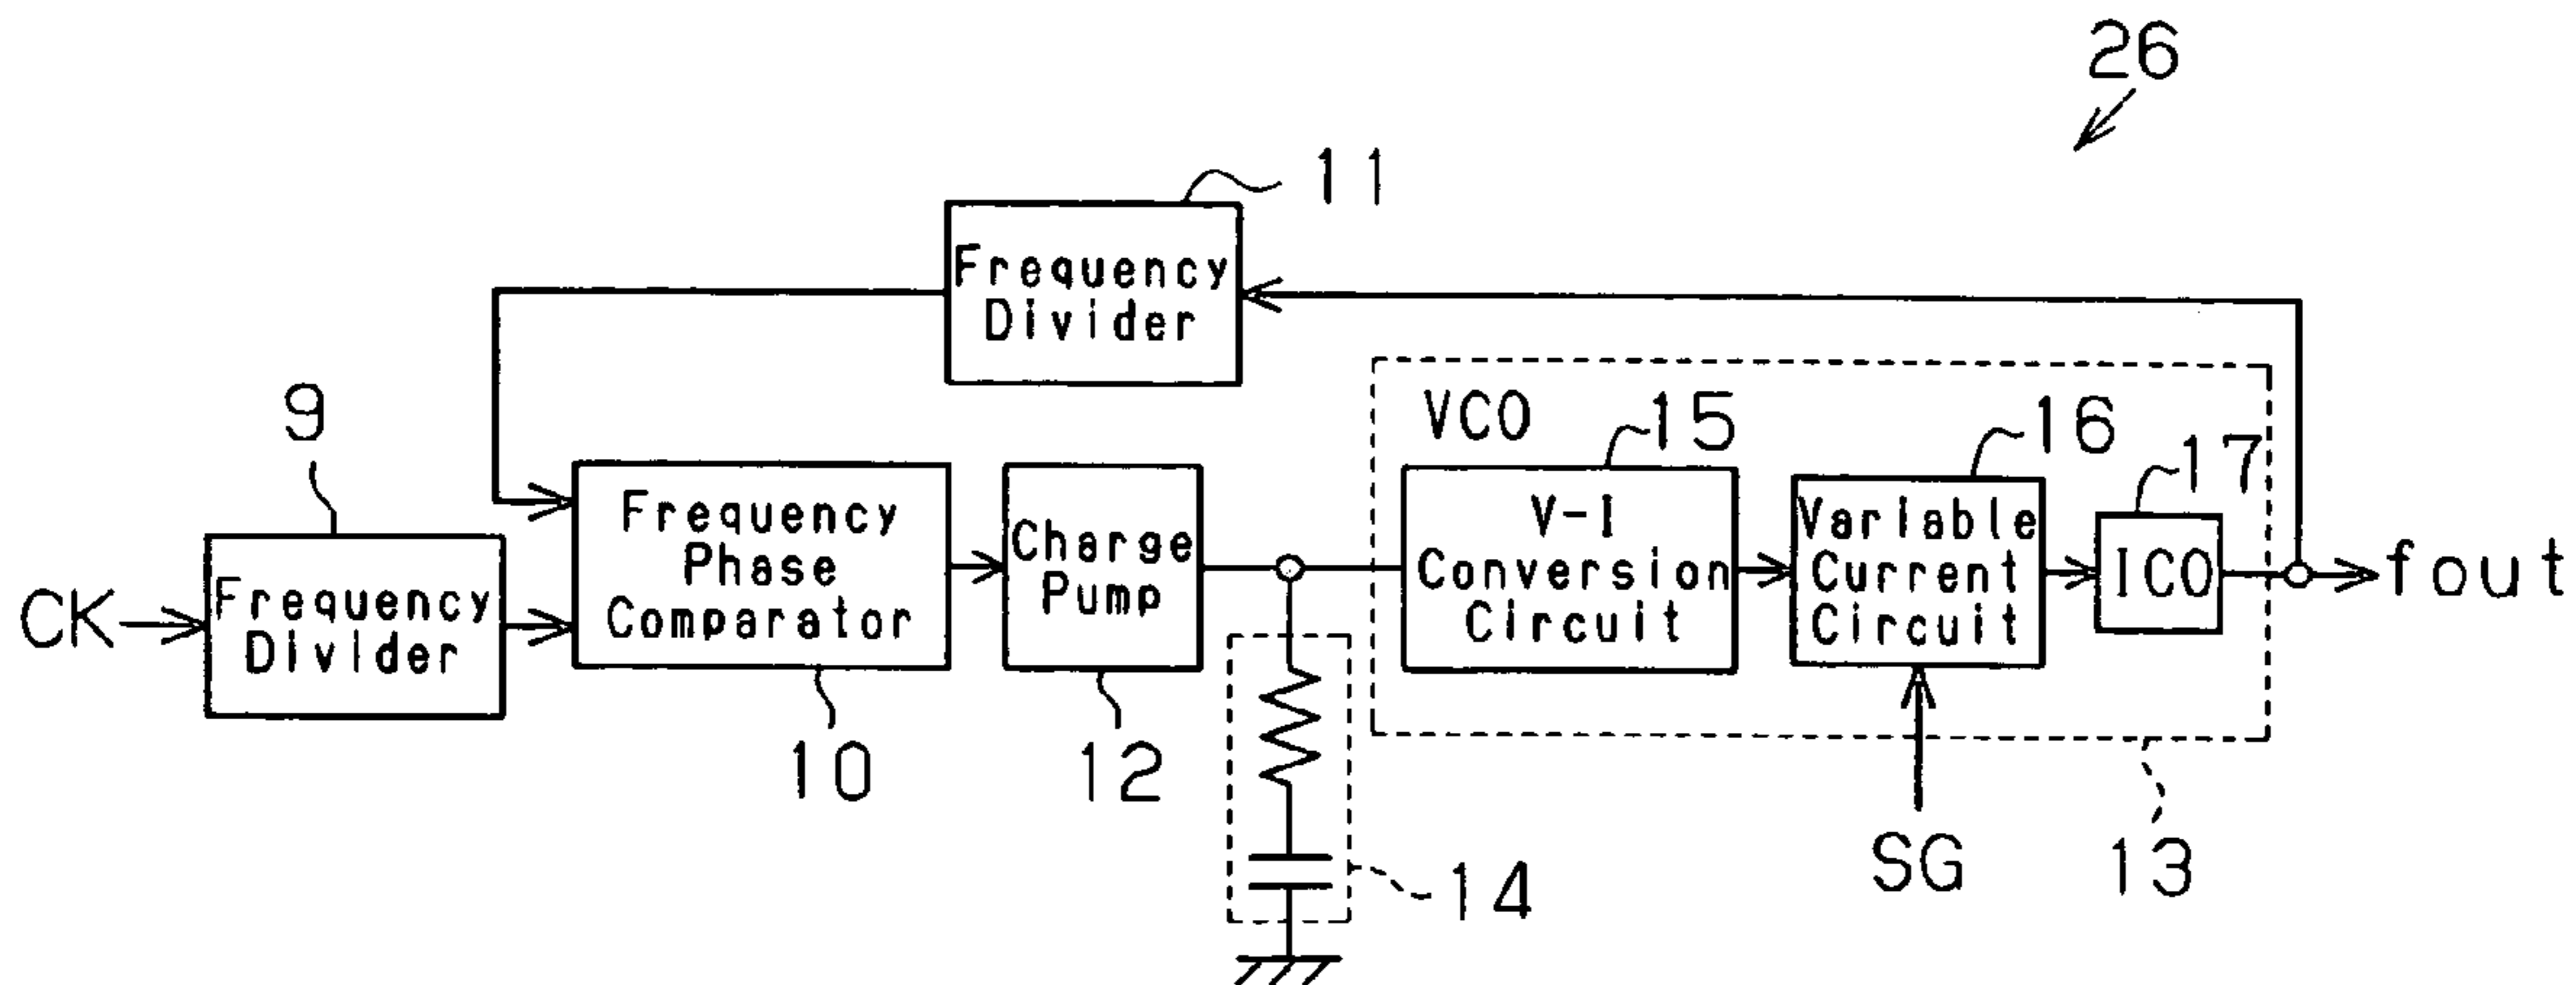 26
11
Frequency
Divider
9
VCO
15
16
17
Frequency
Phase
Comparator
Charge
Pump
V-I
Conversion
Circuit
Variable
Current
Circuit
ICO
fout
CK
Frequency
Divider
10
12
14
SG
13